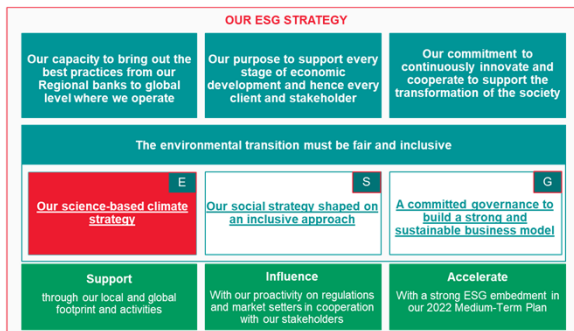 OUR ESG STRATEGY
Our capacity to bring out the
best practices from our
Regional banks to global
level where we operate
Our purpose to support every
stage of economic
development and hence every
client and stakeholder
Our commitment to
continuously innovate and
cooperate to support the
transformation of the society
The environmental transition must be fair and inclusive
E
Our science-based climate
strategy
S
Our social strategy shaped on
an inclusive approach
G
A committed governance to
build a strong and
sustainable business model
Support
through our local and global
footprint and activities
Influence
With our proactivity on regulations
and market setters in cooperation
with our stakeholders
Accelerate
With a strong ESG embedment in
our 2022 Medium-Term Plan